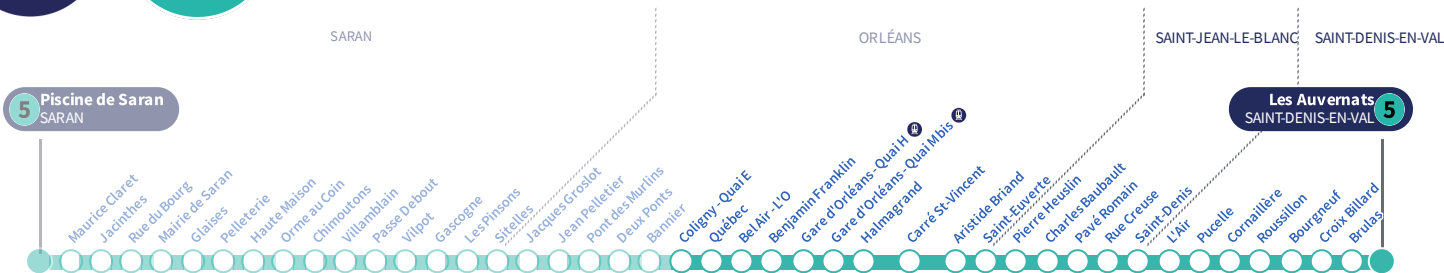 SARAN
ORLÉANS
SAINT-JEAN-LE-BLANC
SAINT-DENIS-EN-VAL
5
Piscine de Saran
SARAN
Les Auvernats
SAINT-DENIS-EN-VAL
5
Maurice Claret
Jacinthes
Rue du Bourg
Mairie de Saran
Glaises
Pelleterie
Haute Maison
Orme au Coin
Chimoutons
Villamblain
Passe Debout
Vilpot
Gascogne
Les Pinsons
Sitelles
Jacques Groslot
Jean Pelletier
Pont des Murlins
Deux Ponts
Bannier
Coligny - Quai E
Québec
Bel Air - L'O
Benjamin Franklin
Gare d'Orléans - Quai H
Gare d'Orléans - Quai Mbis
Halmagrand
Carré St-Vincent
Aristide Briand
Saint-Euverte
Pierre Heuslin
Charles Baubault
Pavé Romain
Rue Creuse
Saint-Denis
L'Air
Pucelle
Cornaillère
Roussillon
Bourgneuf
Croix Billard
Brulas